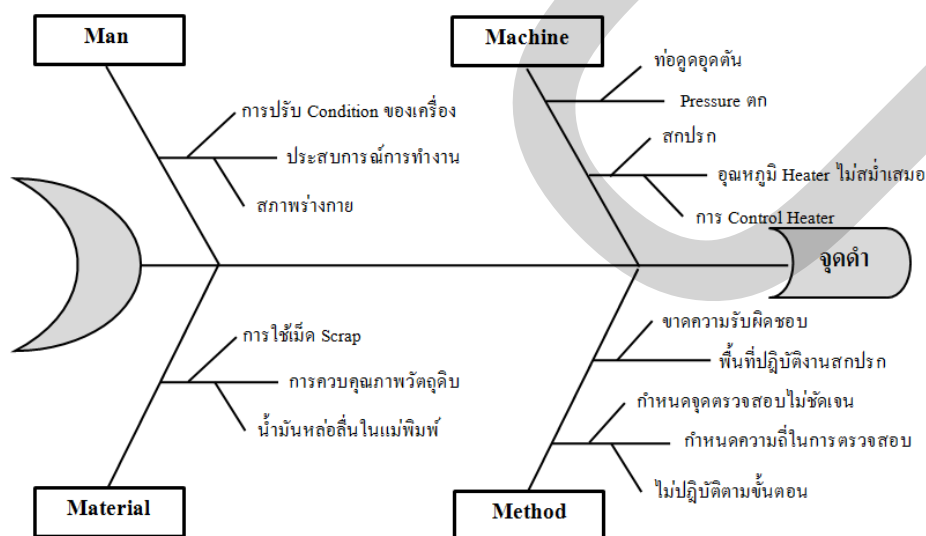 Man
Machine
ท่อดูดอุดตัน
Pressure ตก
การปรับ Condition ของเครื่อง
สกปรก
ประสบการณ์การทำงาน
อุณหภูมิ Heater ไม่สม่ำเสมอ
สภาพร่างกาย
การ Control Heater
จุดดำ
ขาดความรับผิดชอบ
การใช้เม็ด Scrap
พื้นที่ปฎิบัติงานสกปรก
การควบคุณภาพวัตถุดิบ
กำหนดจุดตรวจสอบไม่ชัดเจน
น้ำมันหล่อลื่นในแม่พิมพ์
กำหนดความถี่ในการตรวจสอบ
ไม่ปฎิบัติตามขั้นตอน
Material
Method